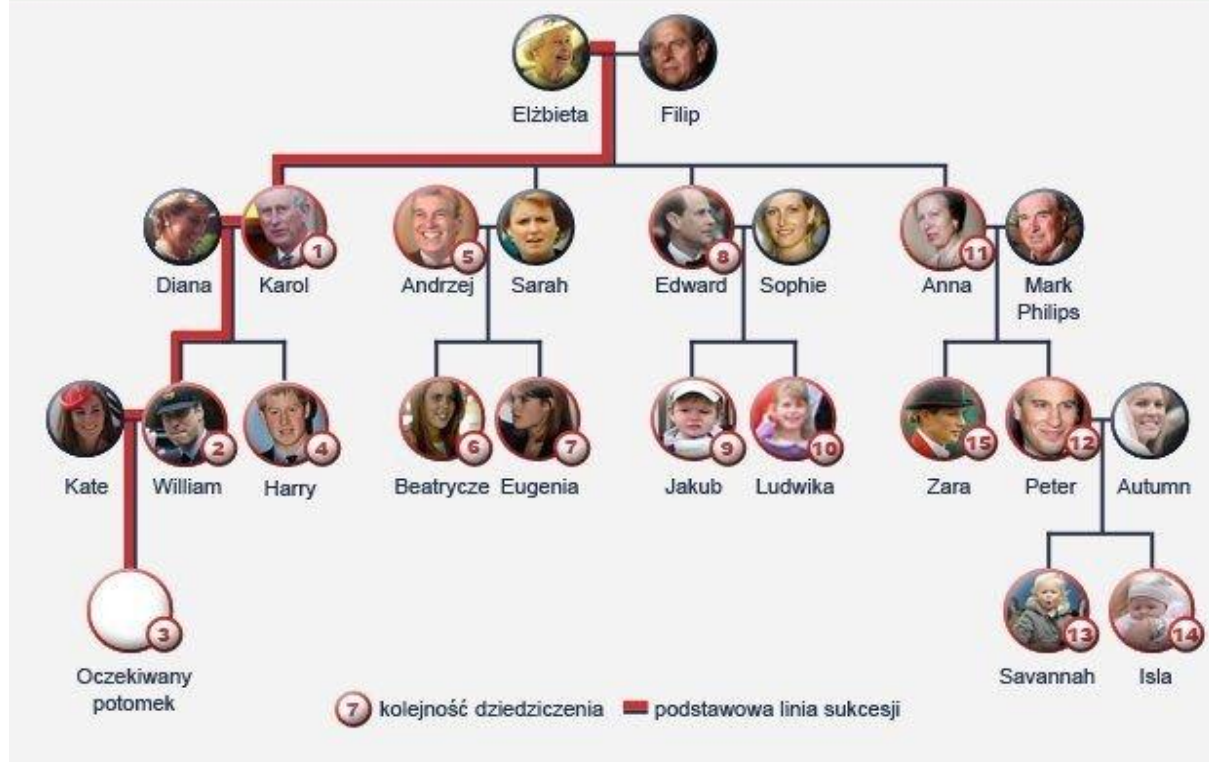 Elżbieta Filip
1 5 8 11
Diana Karol Andrzej Sarah Edward Sophie Anna Mark
Philips
2 4 6 7 9 10 15 12
Kate William Harry Beatrycze Eugenia Jakub Ludwika Zara Peter Autumn
3 13 14
Oczekiwany
potomek
Savannah Isla
7 kolejność dziedziczenia podstawowa linia sukcesji